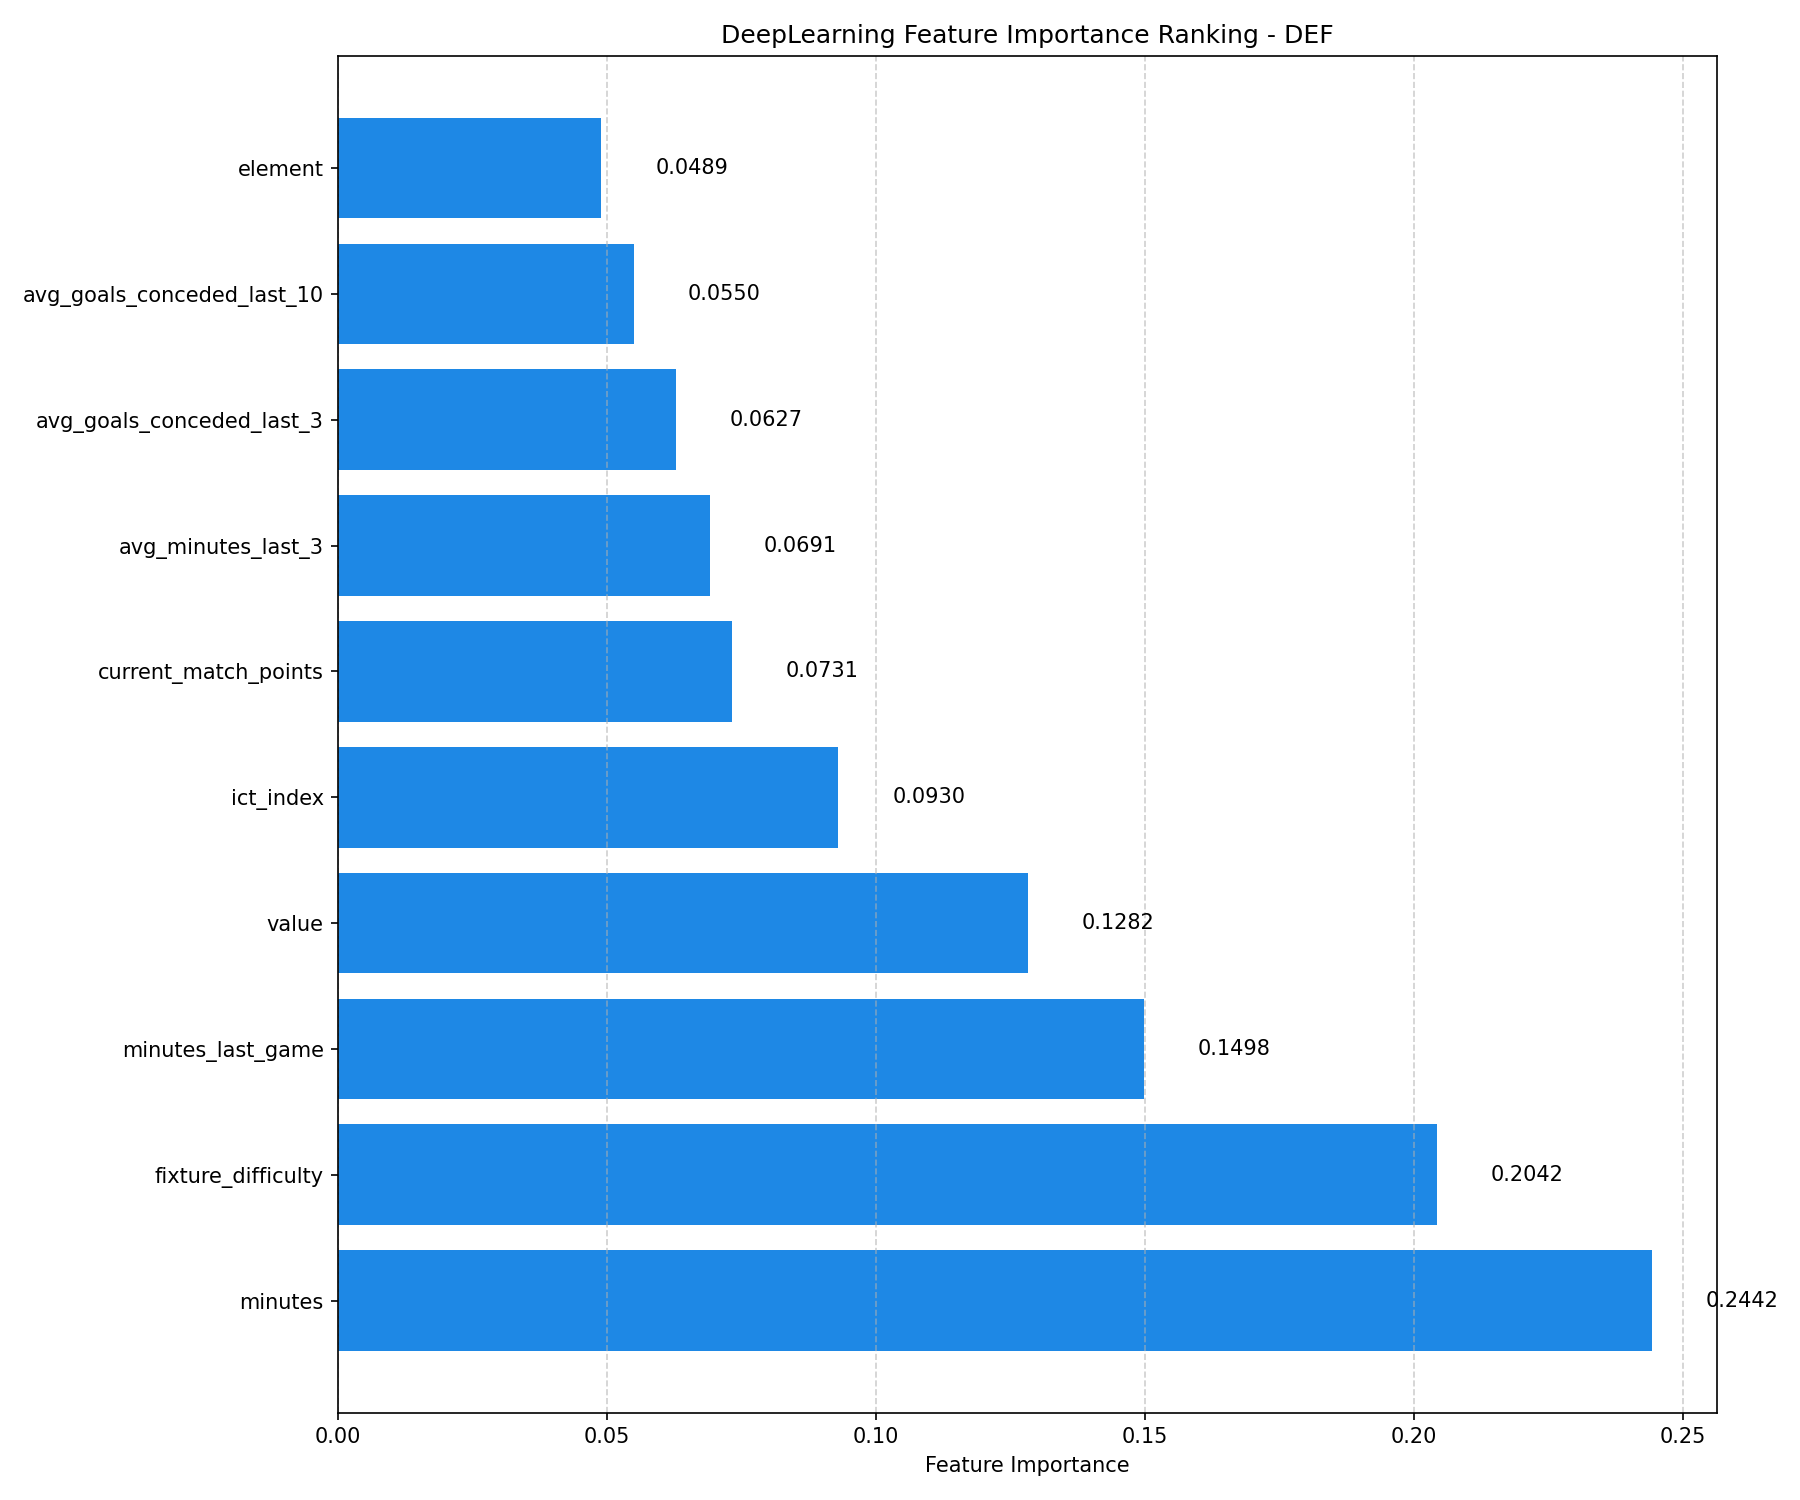 DeepLearning Feature Importance Ranking - DEF
element
0.0489
avg_goals_conceded_last_10
0.0550
avg_goals_conceded_last_3
0.0627
avg_minutes_last_3
0.0691
current_match_points
0.0731
ict_index
0.0930
value
0.1282
minutes_last_game
0.1498
fixture_difficulty
0.2042
minutes
0.2442
0.00 0.05 0.10 0.15 0.20 0.25
Feature Importance